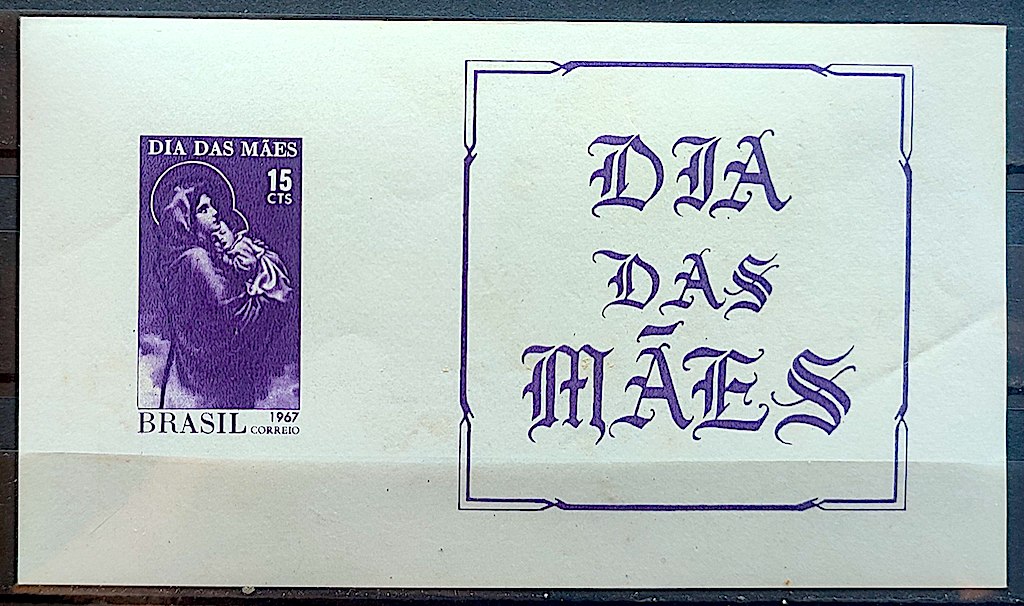 DIA DAS MÃES
15
CTS
BRASIL 1967
CORREIO
DIA
DAS
MÃES